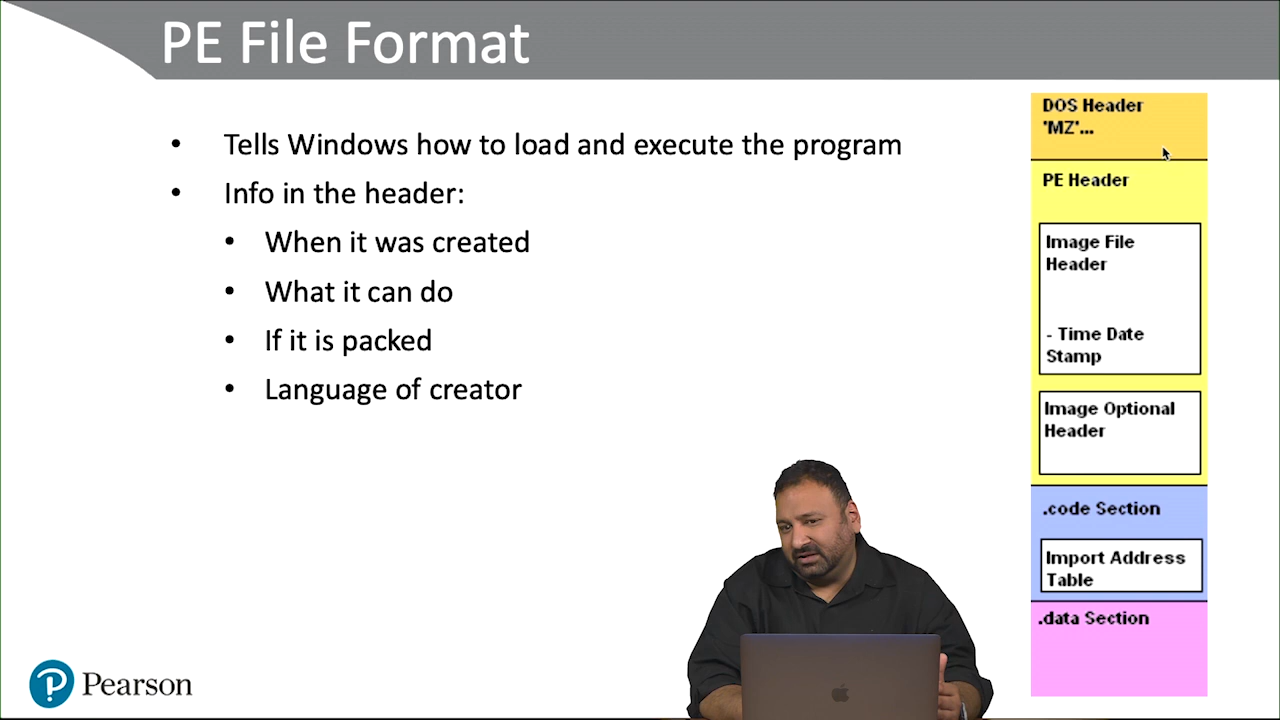 PE File Format
• Tells Windows how to load and execute the program
• Info in the header:
• When it was created
• What it can do
• If it is packed
• Language of creator
DOS Header
'MZ'...
PE Header
Image File
Header
- Time Date
Stamp
Image Optional
Header
.code Section
Import Address
Table
.data Section
Pearson